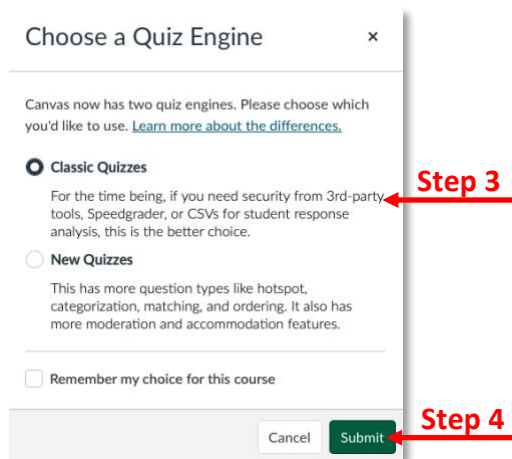 Choose a Quiz Engine ×
Canvas now has two quiz engines. Please choose which
you'd like to use. Learn more about the differences.
Classic Quizzes
For the time being, if you need security from 3rd-party
tools, Speedgrader, or CSVs for student response
analysis, this is the better choice.
Step 3
New Quizzes
This has more question types like hotspot,
categorization, matching, and ordering. It also has
more moderation and accommodation features.
Remember my choice for this course
Cancel Submit
Step 4